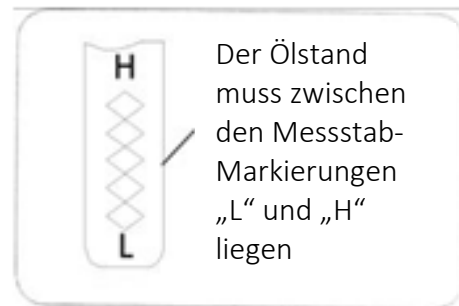 H
L
Der Ölstand
muss zwischen
den Messstab-
Markierungen
„L“ und „H“
liegen